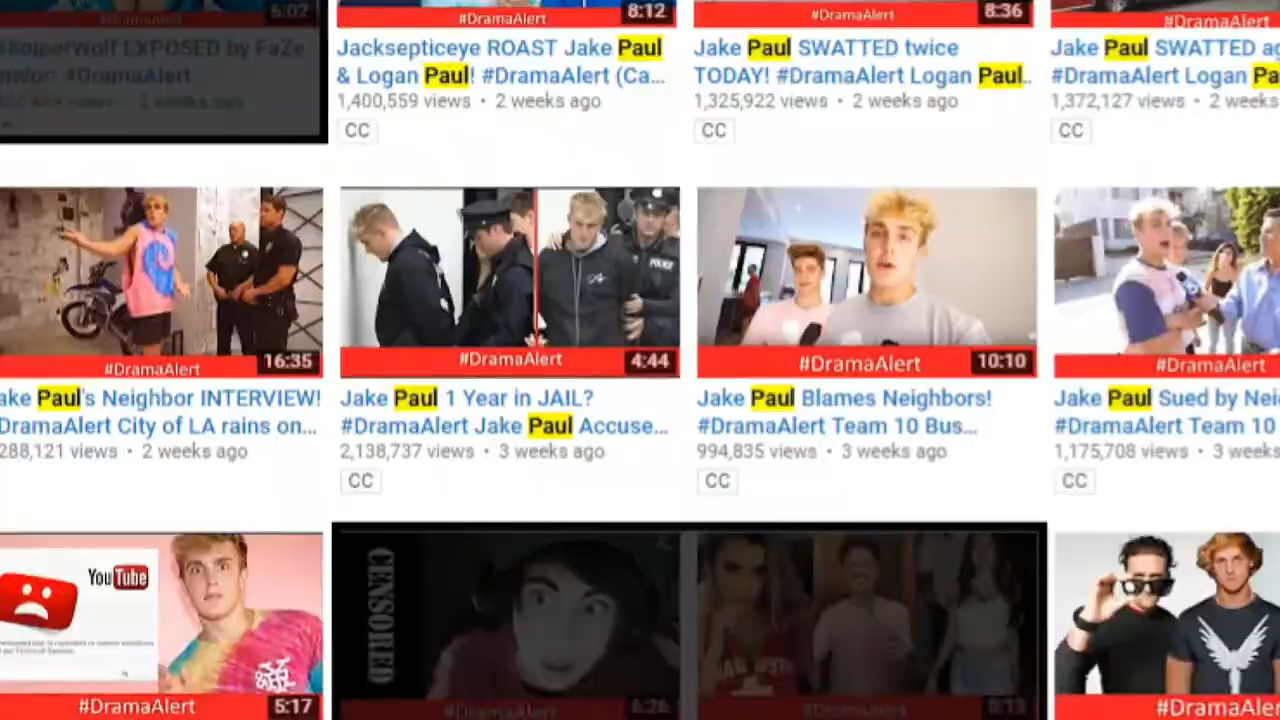 6:02
#DramaAlert
8:12
#DramaAlert
8:36
#DramaAlert
#DramaAlert
EXPOSED by FaZe
#DramaAlert
views • 2 weeks ago
Jacksepticeye ROAST Jake Paul
& Logan Paul! #DramaAlert (Ca...
1,400,559 views • 2 weeks ago
CC
Jake Paul SWATTED twice
TODAY! #DramaAlert Logan Paul..
1,325,922 views • 2 weeks ago
CC
Jake Paul SWATTED ag
#DramaAlert Logan Pa
1,372,127 views • 2 week
CC
#DramaAlert
16:35
POLICE
#DramaAlert
4:44
#DramaAlert
10:10
#DramaAlert
ake Paul's Neighbor INTERVIEW!
DramaAlert City of LA rains on...
288,121 views • 2 weeks ago
Jake Paul 1 Year in JAIL?
#DramaAlert Jake Paul Accuse...
2,138,737 views • 3 weeks ago
CC
Jake Paul Blames Neighbors!
#DramaAlert Team 10 Bus...
994,835 views • 3 weeks ago
CC
Jake Paul Sued by Nei
#DramaAlert Team 10
1,175,708 views • 3 week
CC
YouTube
#DramaAlert
5:17
CENSORED
#DramaAlert
6:26
#DramaAlert
#DramaAler